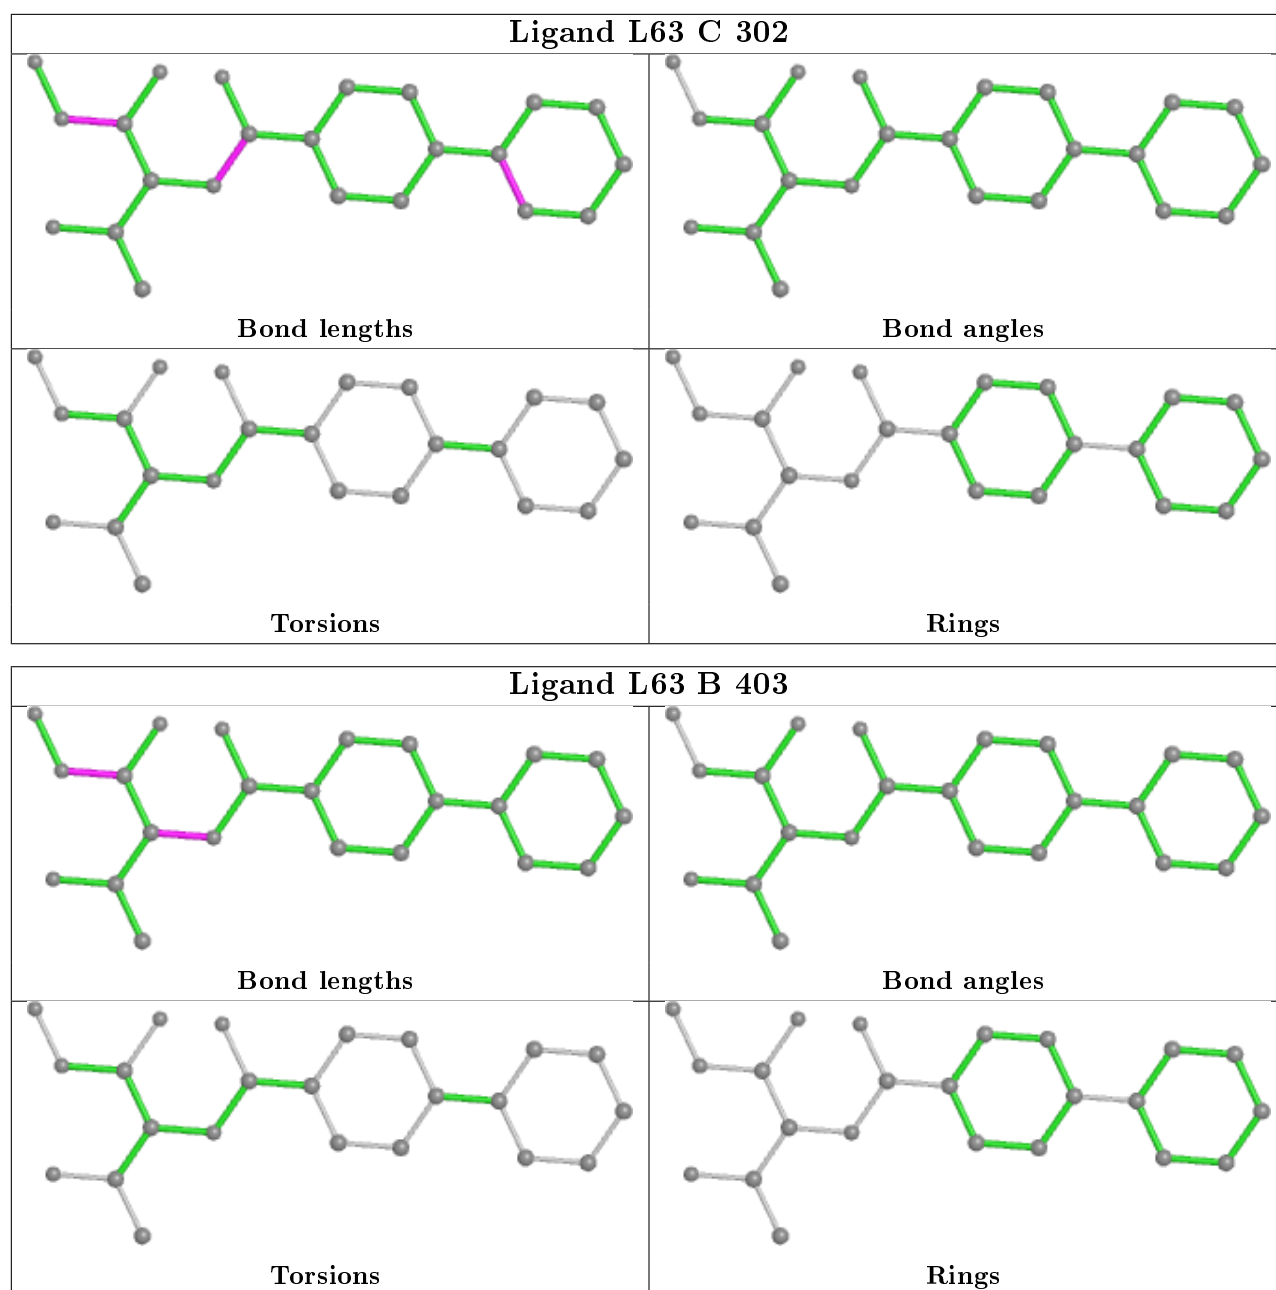 Ligand L63 C 302
Bond lengths
Bond angles
Torsions
Rings
Ligand L63 B 403
Bond lengths
Bond angles
Torsions
Rings